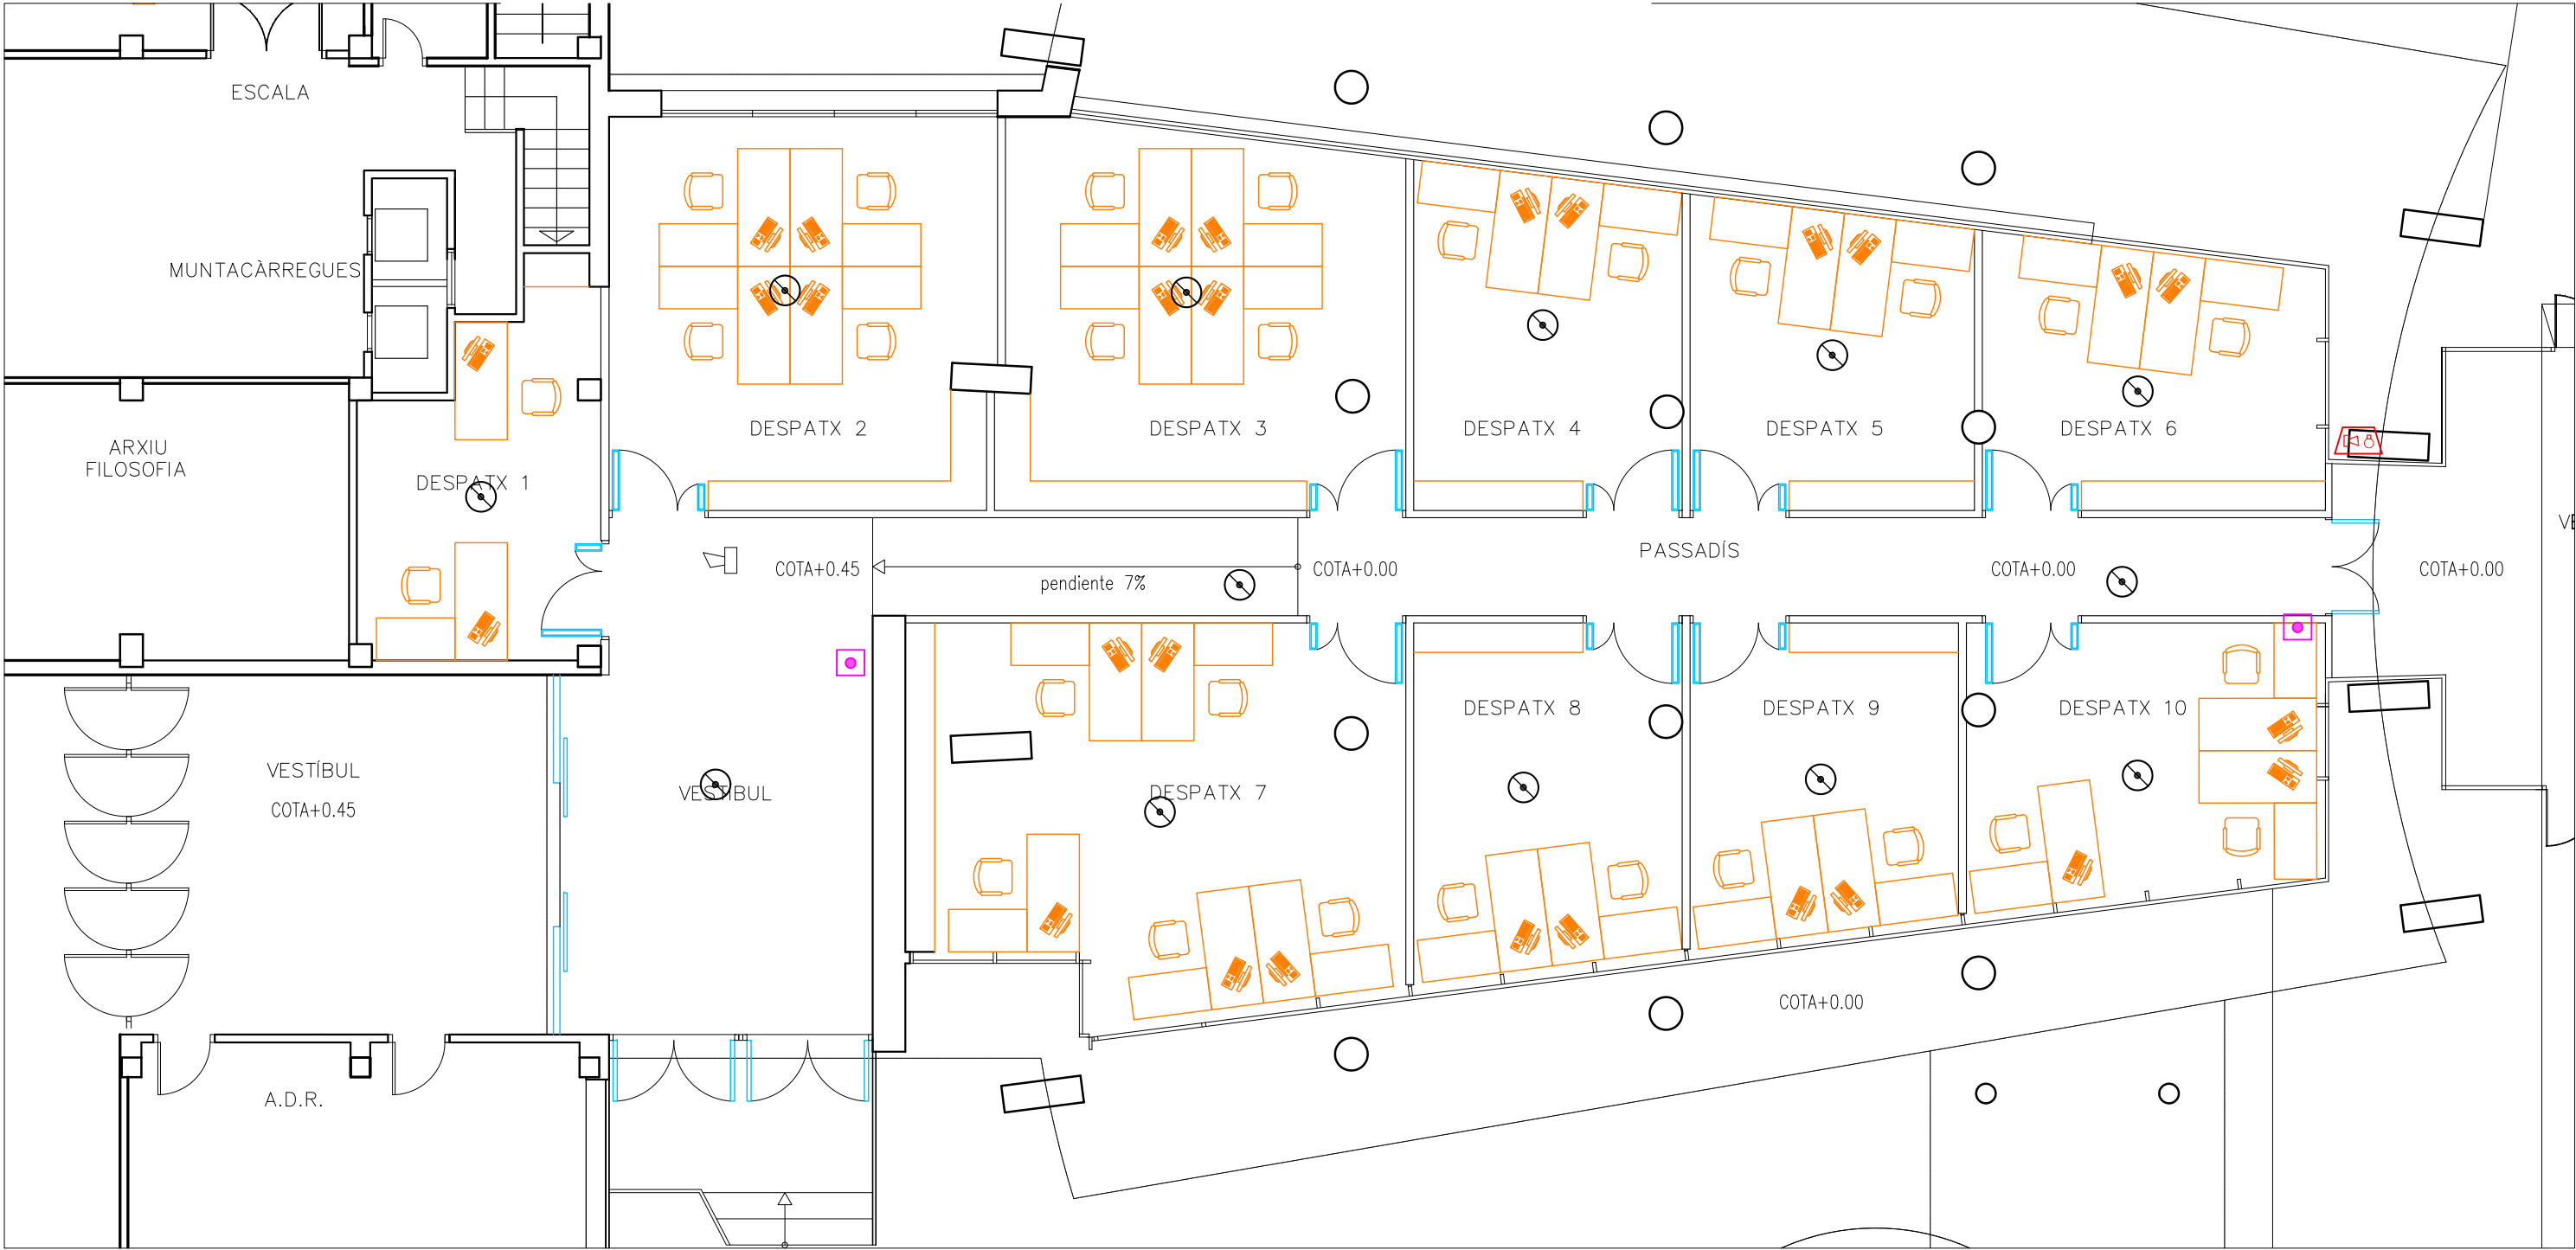 ESCALA
MUNTACÀRREGUES
ARXIU
FILOSOFIA
DESPATX 1
DESPATX 2
DESPATX 3
DESPATX 4
DESPATX 5
DESPATX 6
COTA+0.45
pendiente 7%
COTA+0.00
PASSADÍS
COTA+0.00
COTA+0.00
VESTÍBUL
COTA+0.45
VESTÍBUL
DESPATX 7
DESPATX 8
DESPATX 9
DESPATX 10
COTA+0.00
A.D.R.